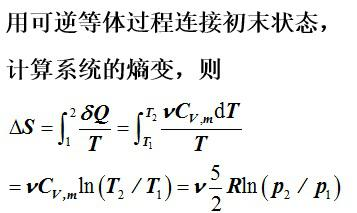 用可逆等体过程连接初末状态，
计算系统的熵变，则
ΔS = ∫₁² δQ/T = ∫_{T₁}^{T₂} νC_{V,m}dT/T
= νC_{V,m}ln(T₂ / T₁) = ν 5/2 Rln(p₂ / p₁)